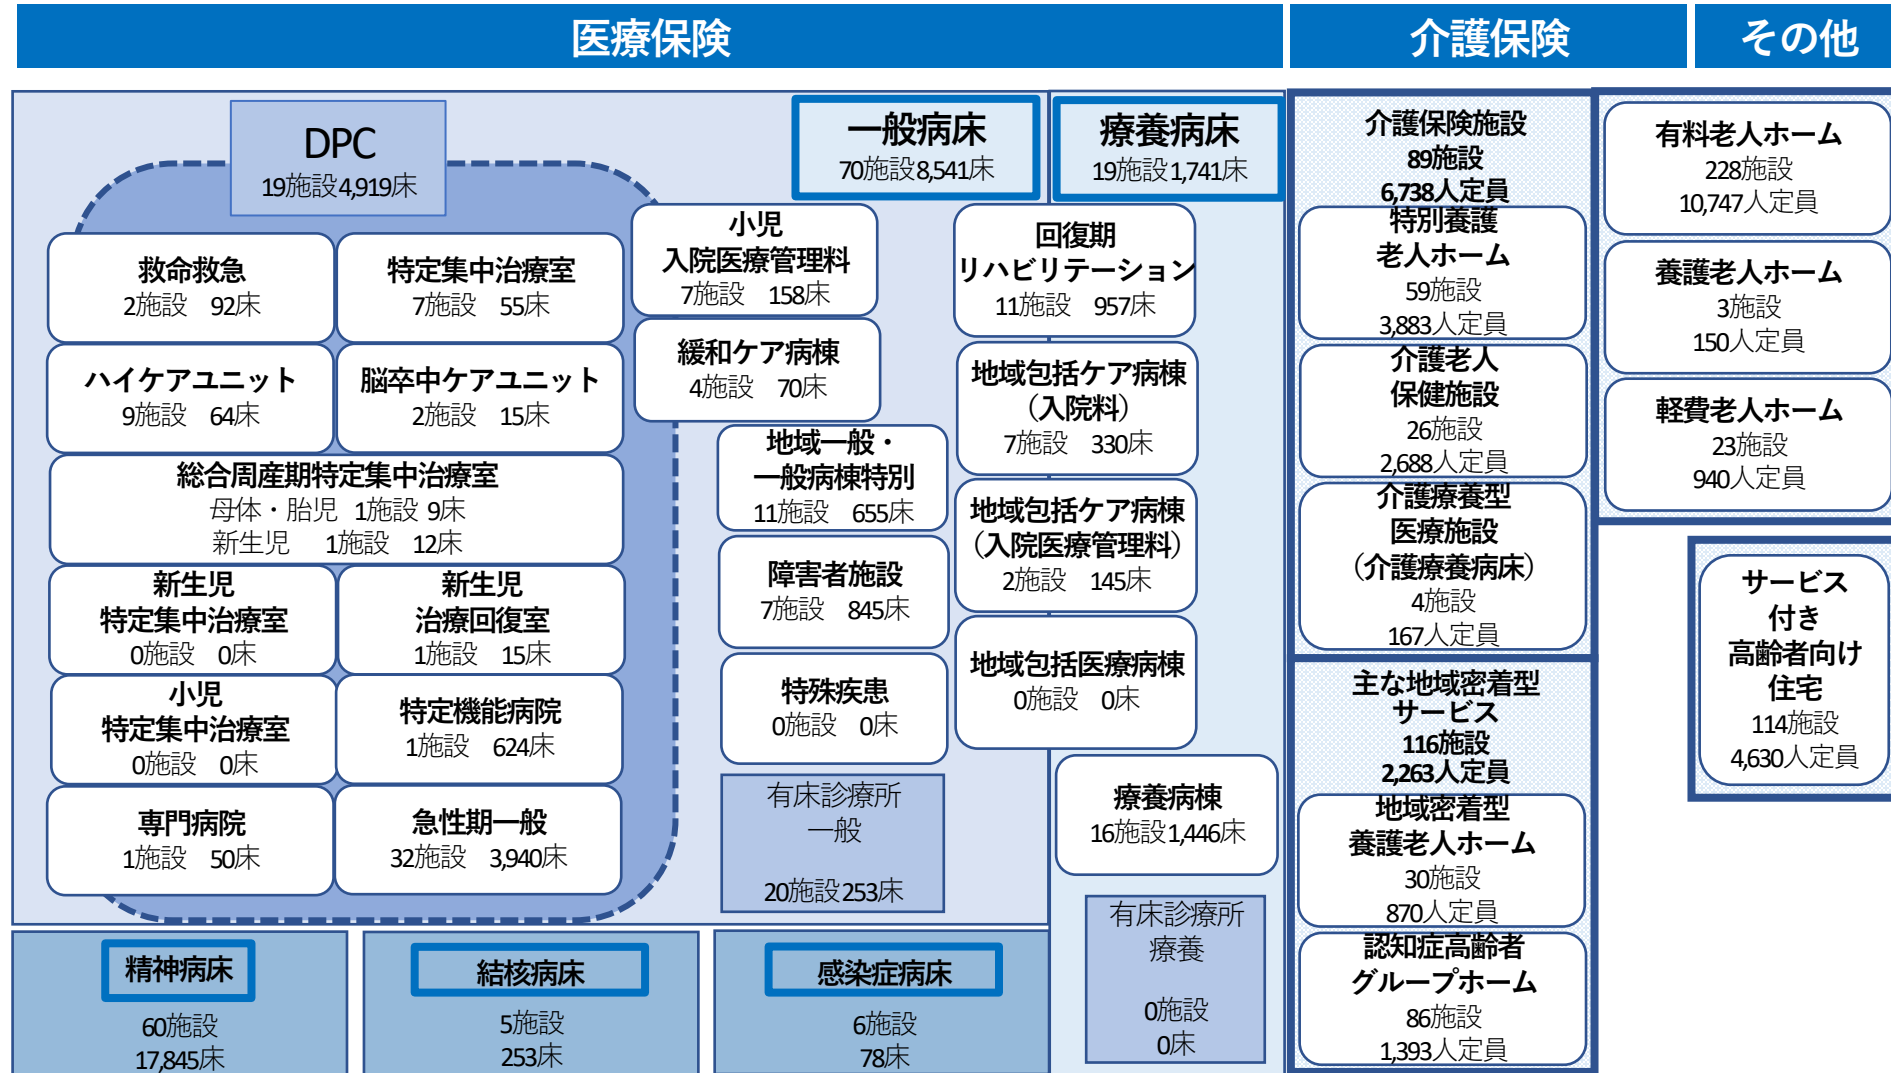 医療保険
介護保険
その他
DPC
19施設4,919床
一般病床
70施設8,541床
療養病床
19施設1,741床
救命救急
2施設 92床
特定集中治療室
7施設 55床
ハイケアユニット
9施設 64床
脳卒中ケアユニット
2施設 15床
総合周産期特定集中治療室
母体・胎児 1施設 9床
新生児 1施設 12床
新生児
特定集中治療室
0施設 0床
新生児
治療回復室
1施設 15床
小児
特定集中治療室
0施設 0床
特定機能病院
1施設 624床
専門病院
1施設 50床
急性期一般
32施設 3,940床
小児
入院医療管理料
7施設 158床
緩和ケア病棟
4施設 70床
地域一般・
一般病棟特別
11施設 655床
障害者施設
7施設 845床
特殊疾患
0施設 0床
有床診療所
一般
20施設253床
回復期
リハビリテーション
11施設 957床
地域包括ケア病棟
（入院料）
7施設 330床
地域包括ケア病棟
（入院医療管理料）
2施設 145床
地域包括医療病棟
0施設 0床
療養病棟
16施設1,446床
有床診療所
療養
0施設
0床
精神病床
60施設
17,845床
結核病床
5施設
253床
感染症病床
6施設
78床
介護保険施設
89施設
6,738人定員
特別養護
老人ホーム
59施設
3,883人定員
介護老人
保健施設
26施設
2,688人定員
介護療養型
医療施設
（介護療養病床）
4施設
167人定員
主な地域密着型
サービス
116施設
2,263人定員
地域密着型
養護老人ホーム
30施設
870人定員
認知症高齢者
グループホーム
86施設
1,393人定員
有料老人ホーム
228施設
10,747人定員
養護老人ホーム
3施設
150人定員
軽費老人ホーム
23施設
940人定員
サービス
付き
高齢者向け
住宅
114施設
4,630人定員